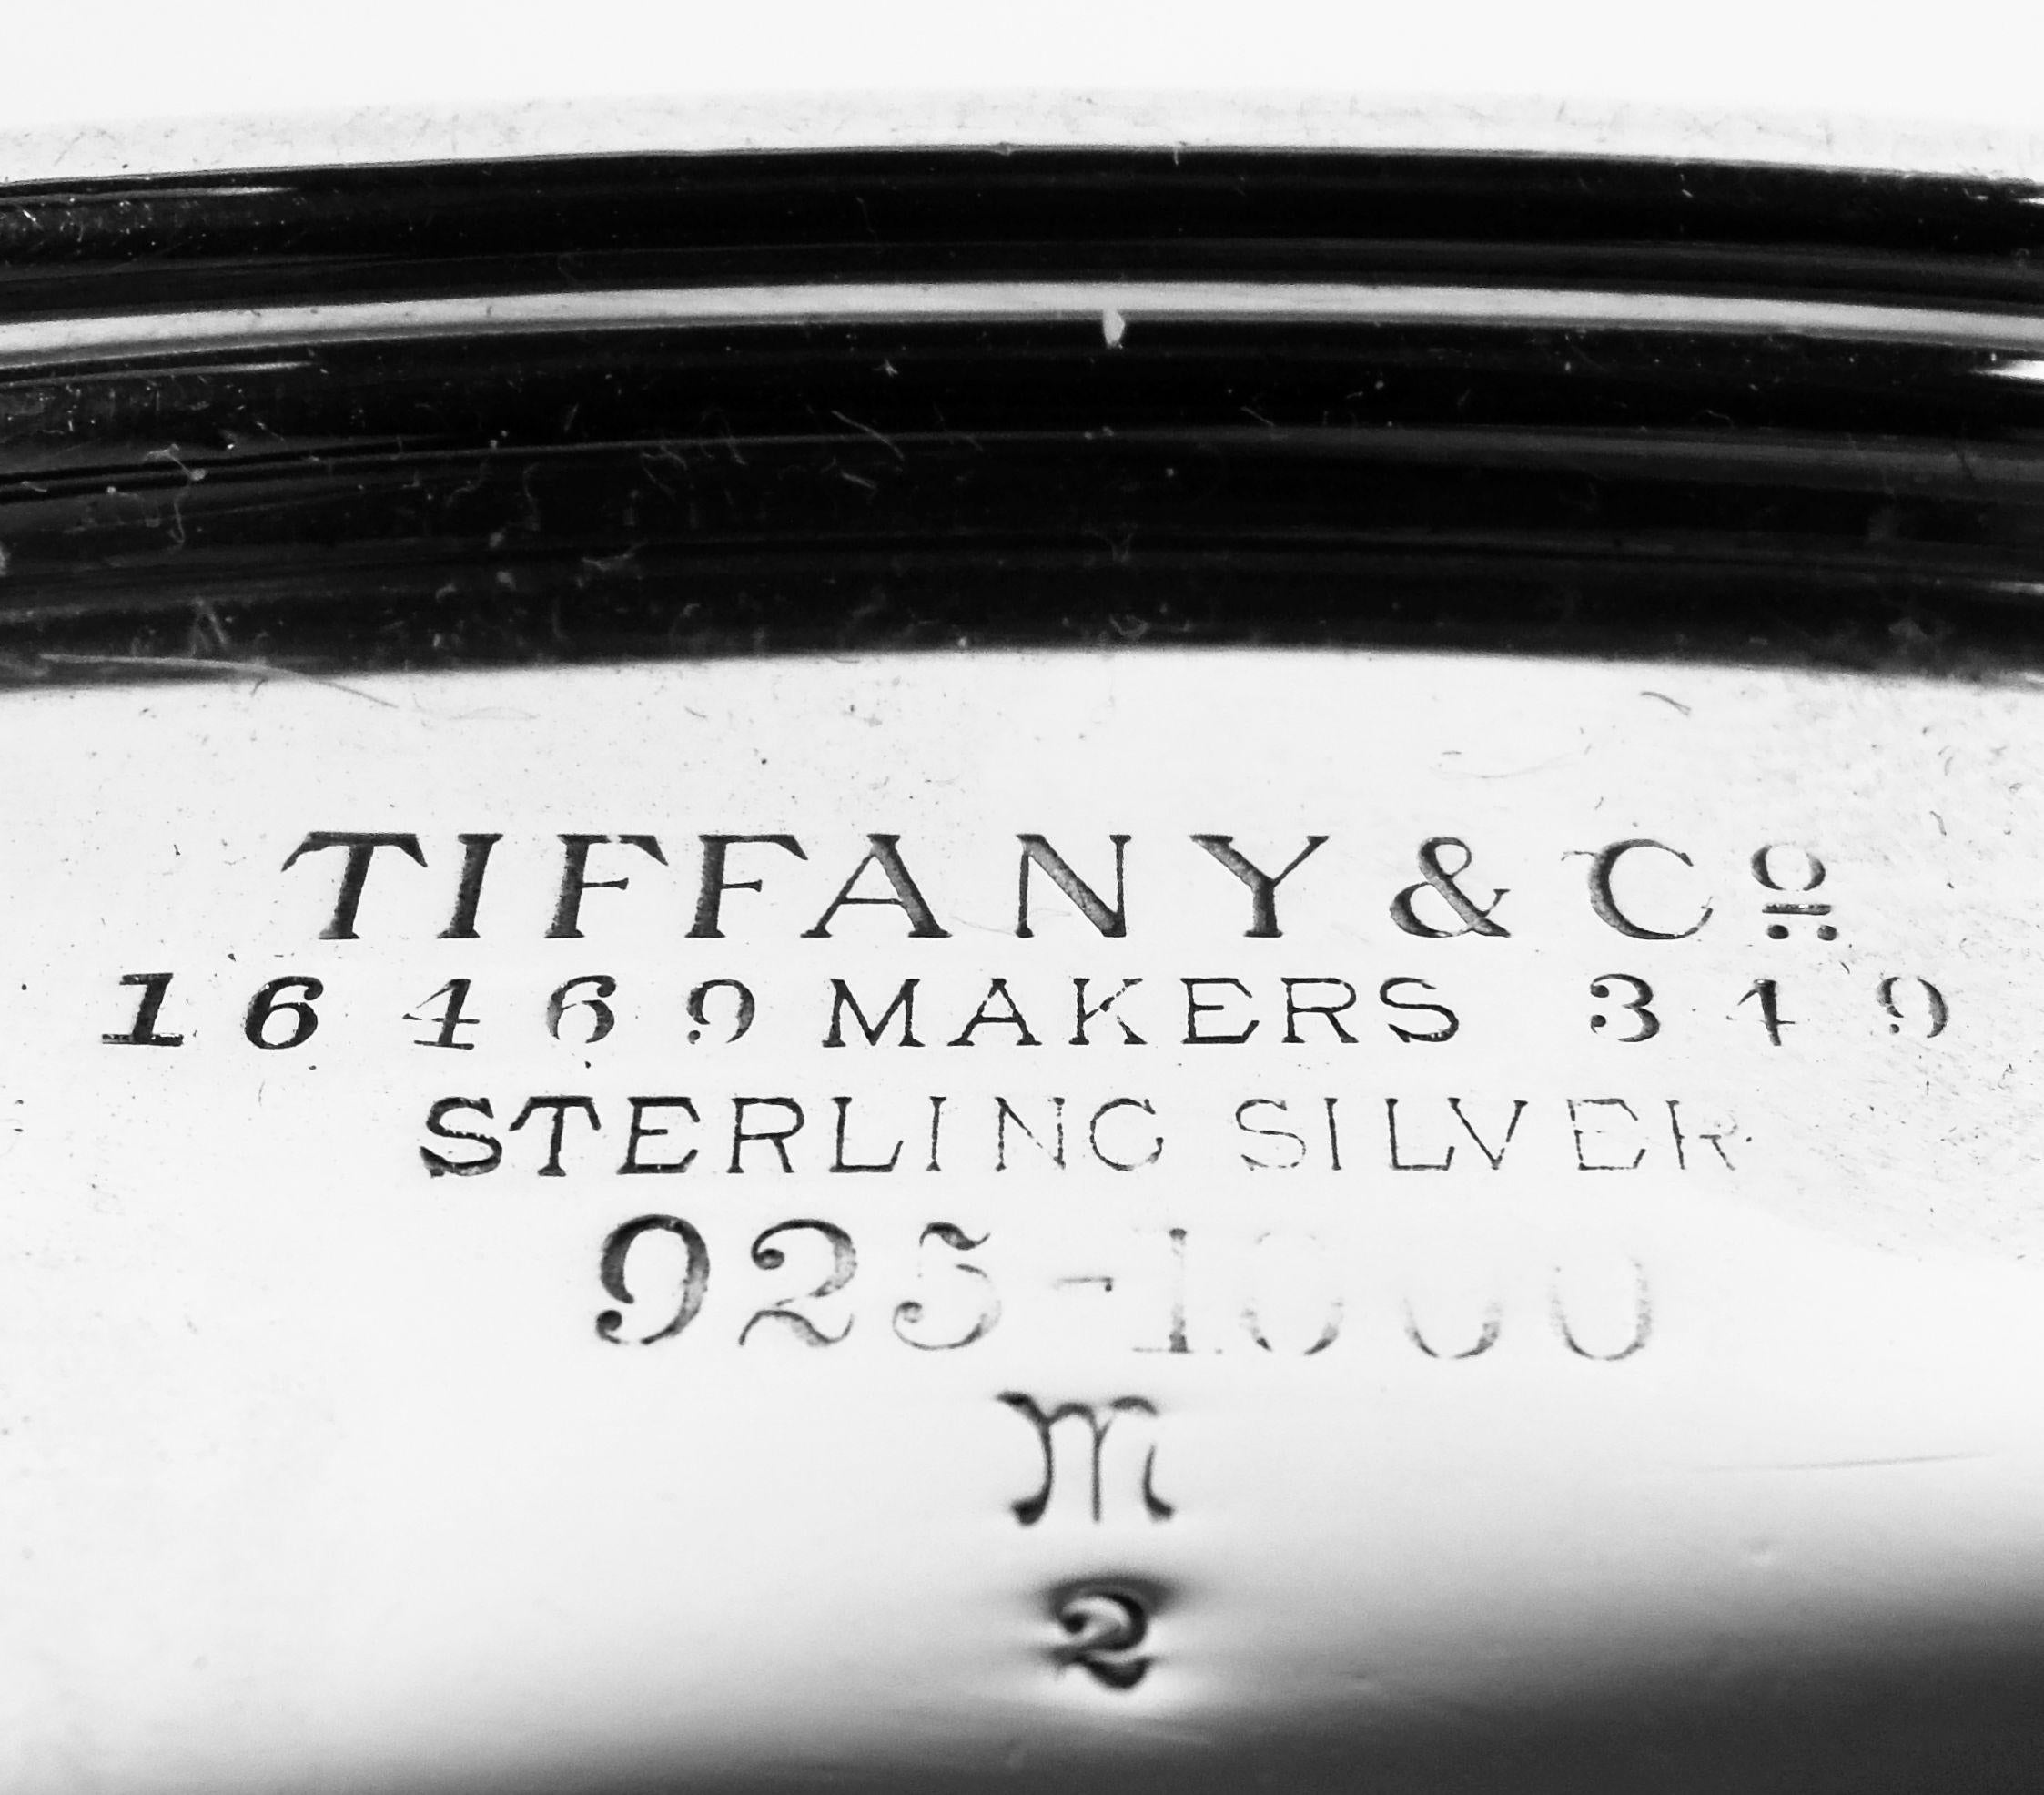 TIFFANY & Cº
16469 MAKERS 349
STERLING SILVER
925-1000
M
2